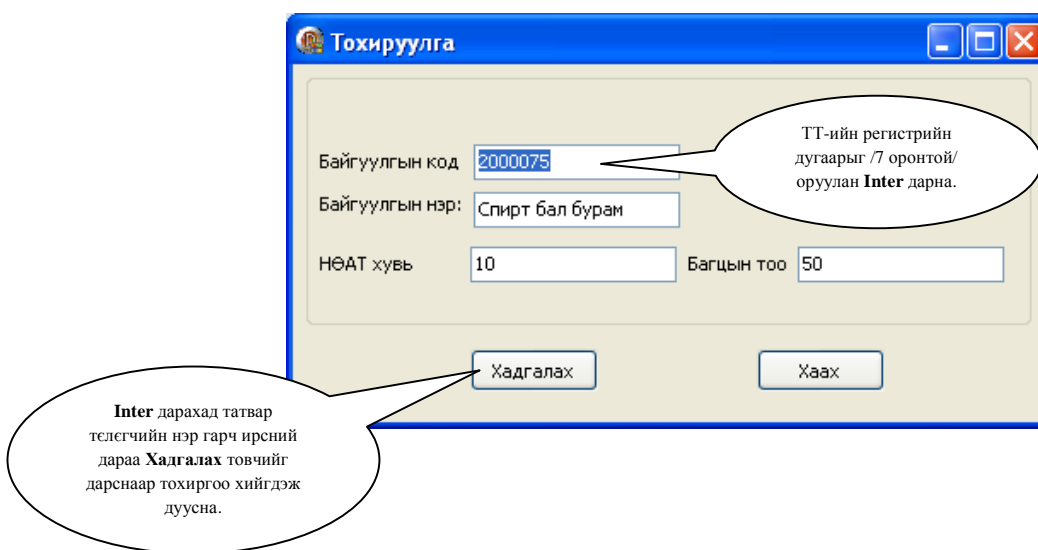 Тохируулга
ТТ-ийн регистрийн
дугаарыг /7 оронтой/
оруулан Inter дарна.
Байгуулгын код 2000075
Байгуулгын нэр: Спирт бал бурам
НӨАТ хувь 10 Багцын тоо 50
Хадгалах Хаах
Inter дарахад татвар
тєлєгчийн нэр гарч ирсний
дараа Хадгалах товчийг
дарснаар тохиргоо хийгдэж
дуусна.